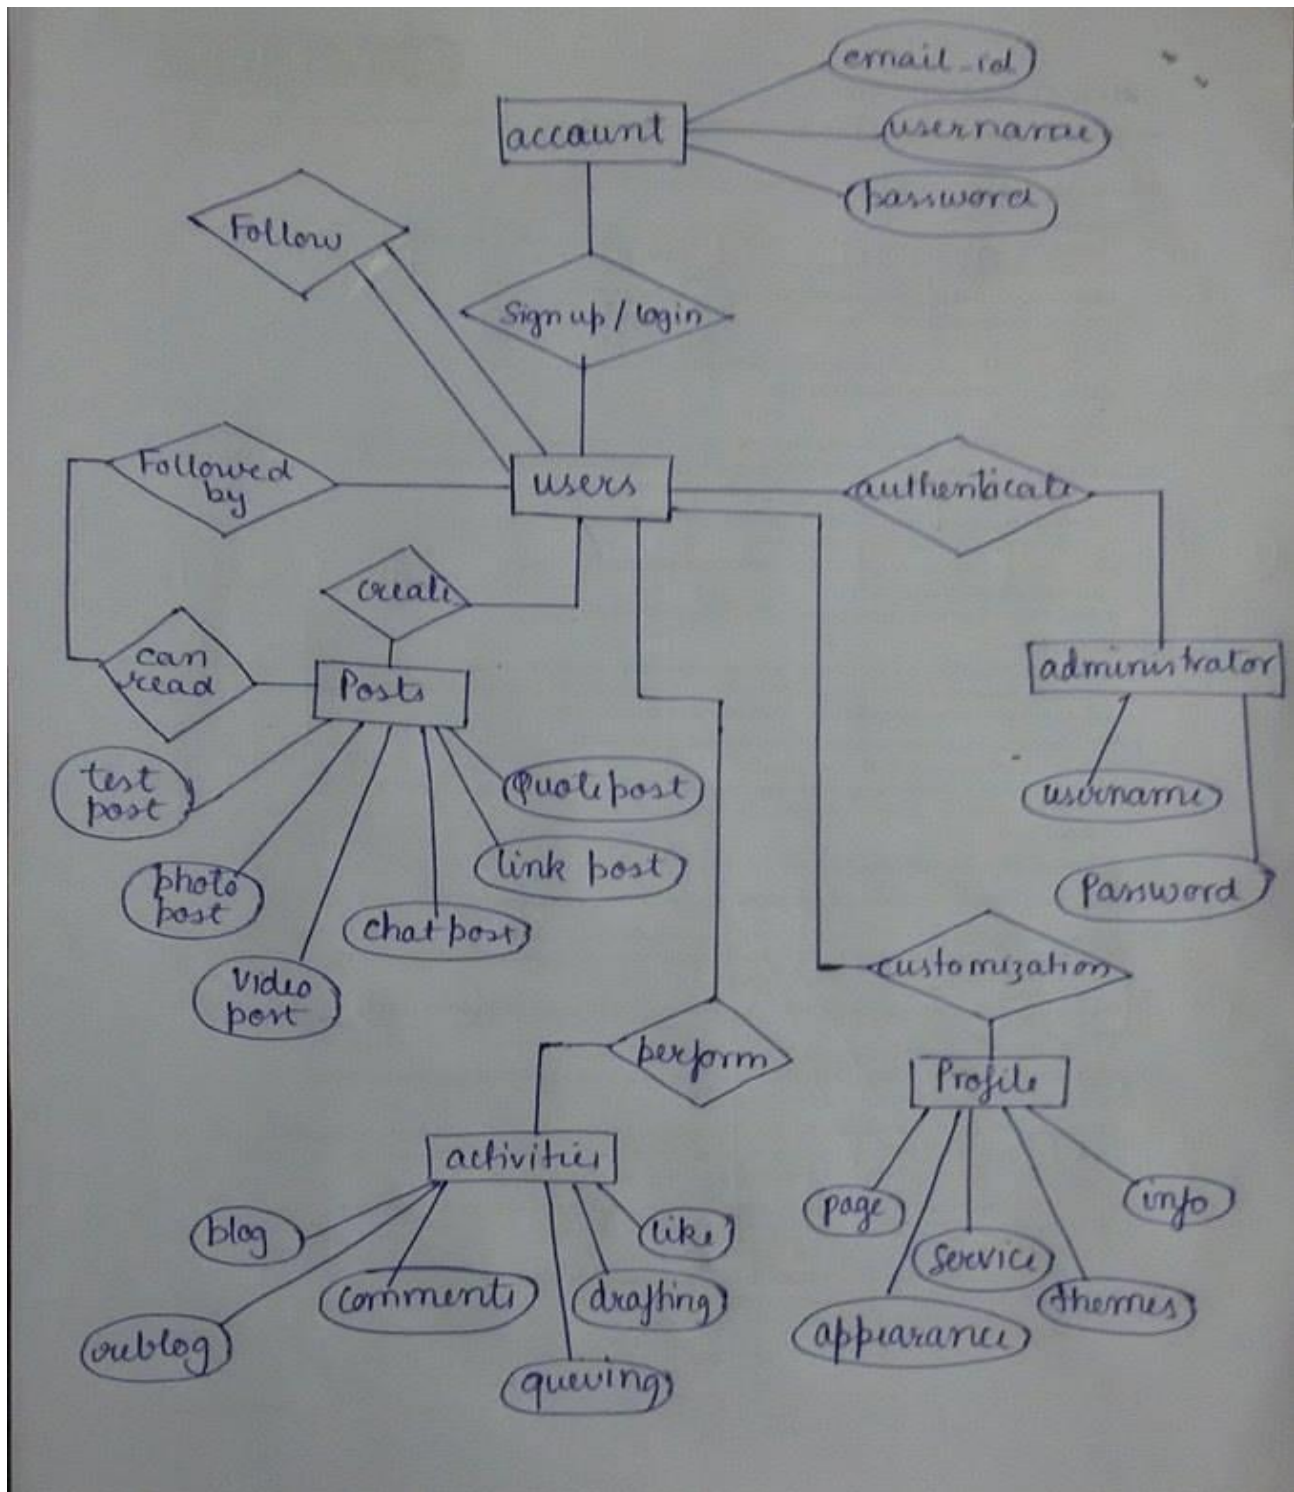 email_id
account
username
password
Follow
Sign up / login
Followed
by
users
authenticate
create
can
read
Posts
administrator
test
post
Quote post
username
link post
photo
post
Password
chat post
video
post
customization
perform
Profile
activities
page
info
blog
like
service
comments
drafting
themes
appearance
reblog
queuing